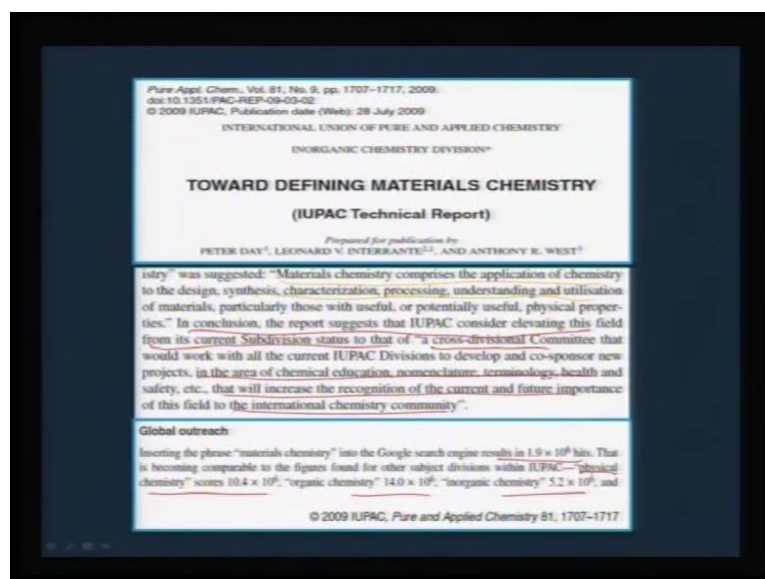 Pure Appl. Chem., Vol. 81, No. 9, pp. 1707–1717, 2009.
doi:10.1351/PAC-REP-09-03-02
© 2009 IUPAC, Publication date (Web): 28 July 2009
INTERNATIONAL UNION OF PURE AND APPLIED CHEMISTRY
INORGANIC CHEMISTRY DIVISION*
TOWARD DEFINING MATERIALS CHEMISTRY
(IUPAC Technical Report)
Prepared for publication by
PETER DAY¹, LEONARD V. INTERRANTE²,‡, AND ANTHONY R. WEST³
istry” was suggested: “Materials chemistry comprises the application of chemistry
to the design, synthesis, characterization, processing, understanding and utilisation
of materials, particularly those with useful, or potentially useful, physical proper-
ties.” In conclusion, the report suggests that IUPAC consider elevating this field
from its current Subdivision status to that of “a cross-divisional Committee that
would work with all the current IUPAC Divisions to develop and co-sponsor new
projects, in the area of chemical education, nomenclature, terminology, health and
safety, etc., that will increase the recognition of the current and future importance
of this field to the international chemistry community”.
Global outreach
Inserting the phrase “materials chemistry” into the Google search engine results in 1.9 × 10⁶ hits. That
is becoming comparable to the figures found for other subject divisions within IUPAC—“physical
chemistry” scores 10.4 × 10⁶, “organic chemistry” 14.0 × 10⁶, “inorganic chemistry” 5.2 × 10⁶, and
© 2009 IUPAC, Pure and Applied Chemistry 81, 1707–1717